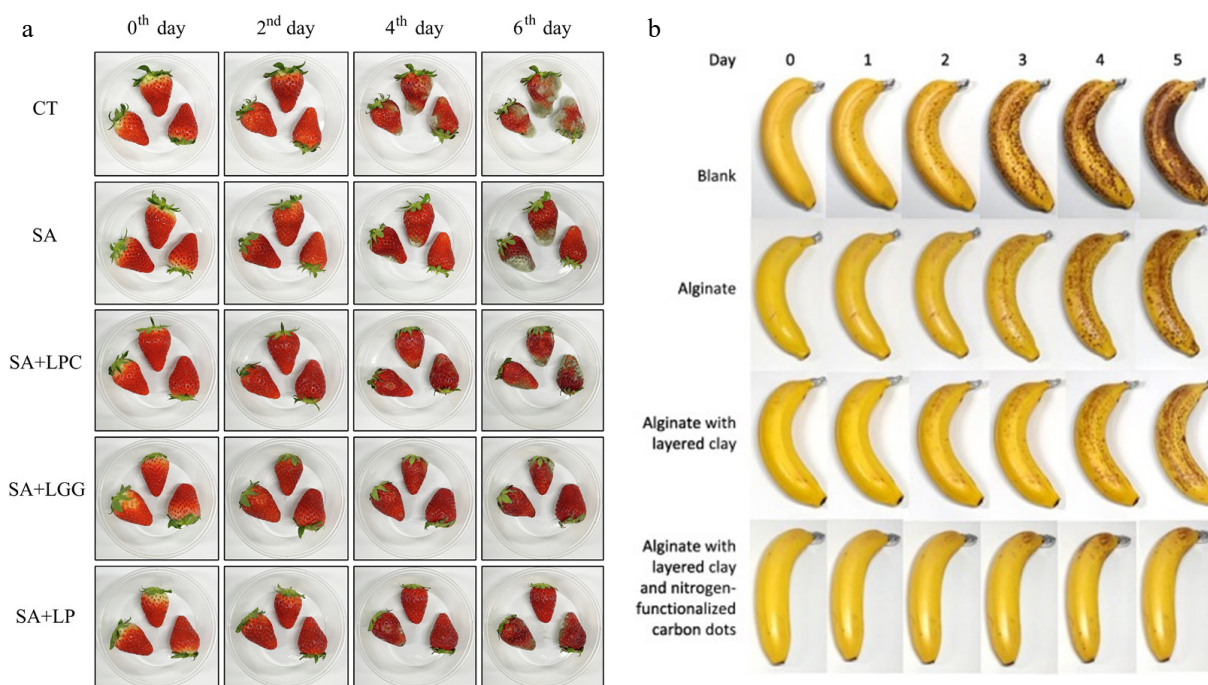 a
0th day 2nd day 4th day 6th day
CT
SA
SA+LPC
SA+LGG
SA+LP
b
Day 0 1 2 3 4 5
Blank
Alginate
Alginate with
layered clay
Alginate with
layered clay
and nitrogen-
functionalized
carbon dots